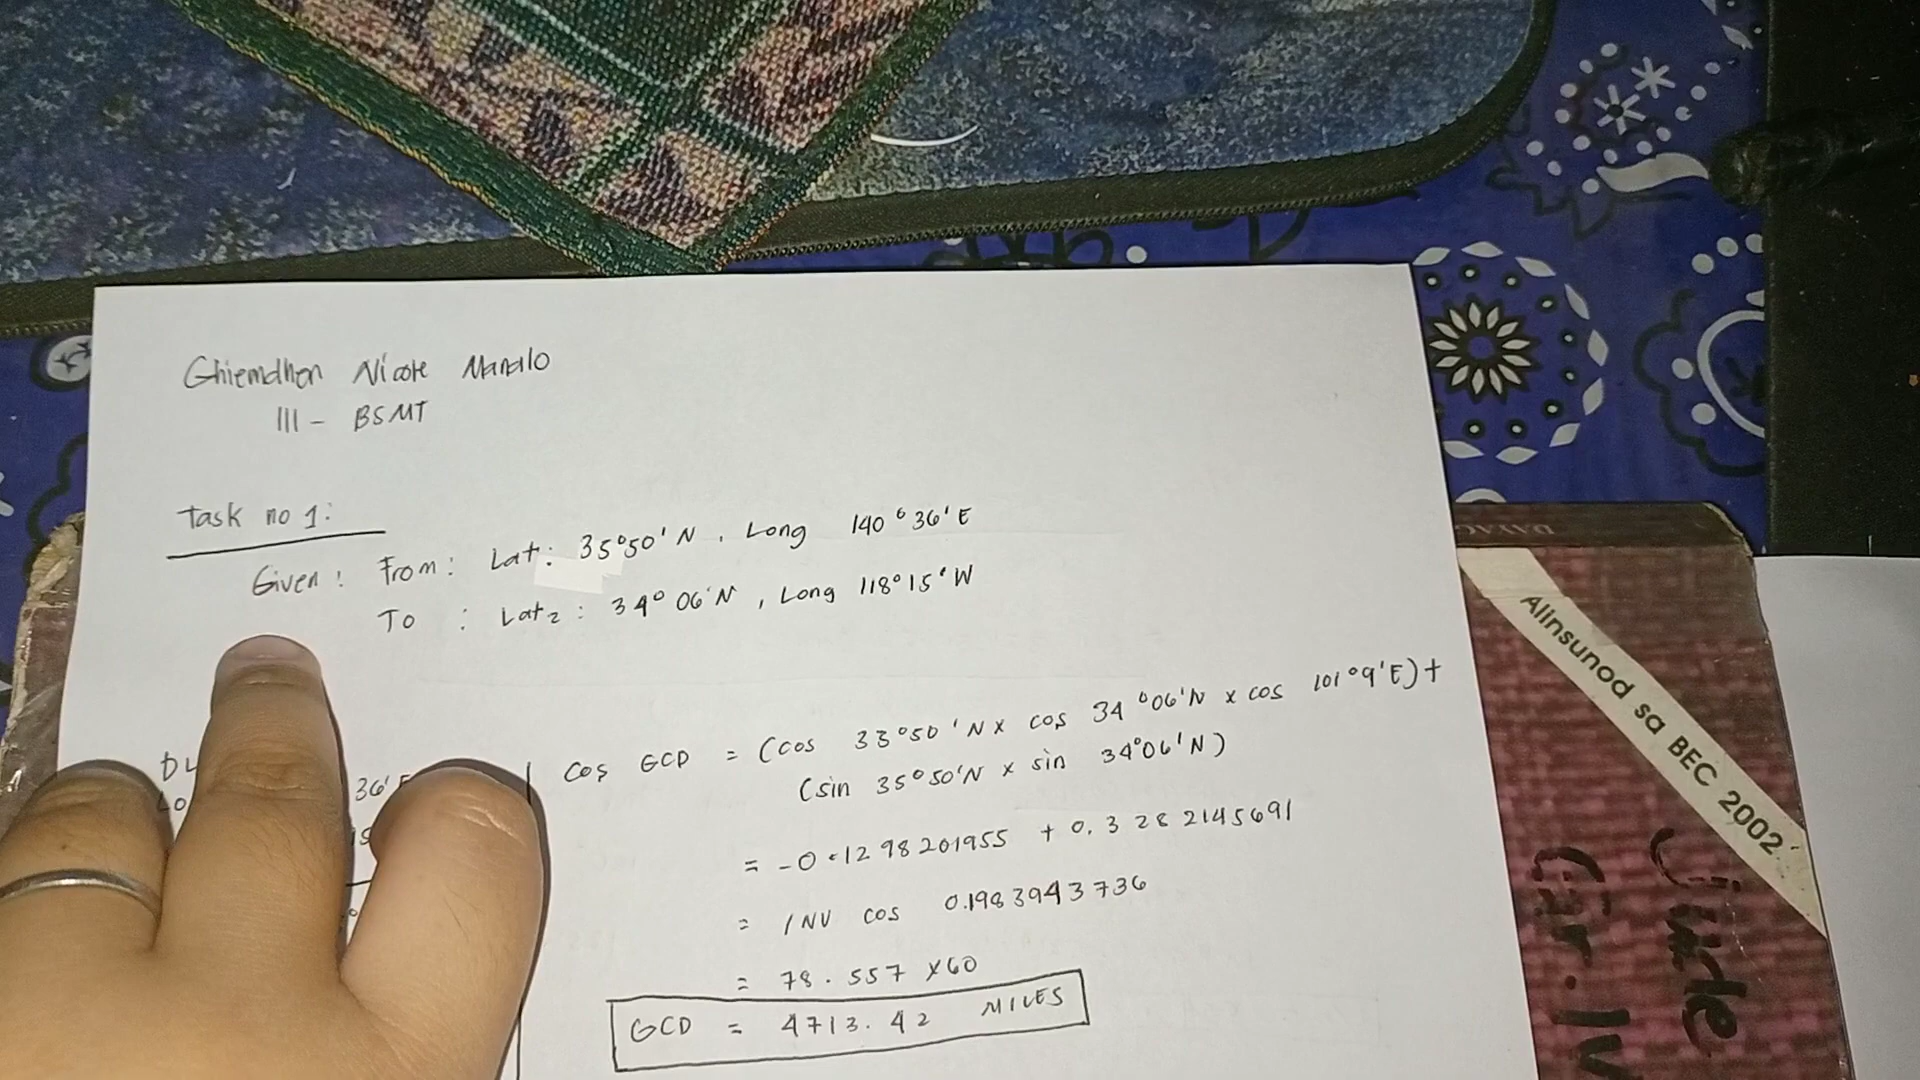 Ghiemdhon Nicole Manalo
III - BSMT
Task no 1:
Given: From: Lat: 35°50'N, Long 140°36'E
To : Lat2: 34°06'N, Long 118°15'W
36'
cos GCD = (cos 33°50'N x cos 34°06'N x cos 101°9'E) +
(sin 35°50'N x sin 34°06'N)
= -0.1298201955 + 0.3282145691
= INV cos 0.1983943736
= 78.557 x60
GCD = 4713.42 MILES
Alinsunod sa BEC 2002